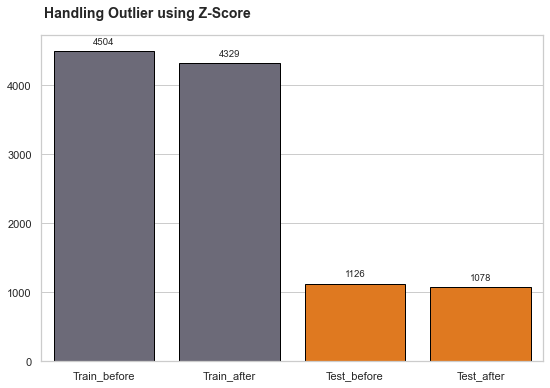 Handling Outlier using Z-Score
4504
4329
1126
1078
4000
3000
2000
1000
0
Train_before
Train_after
Test_before
Test_after